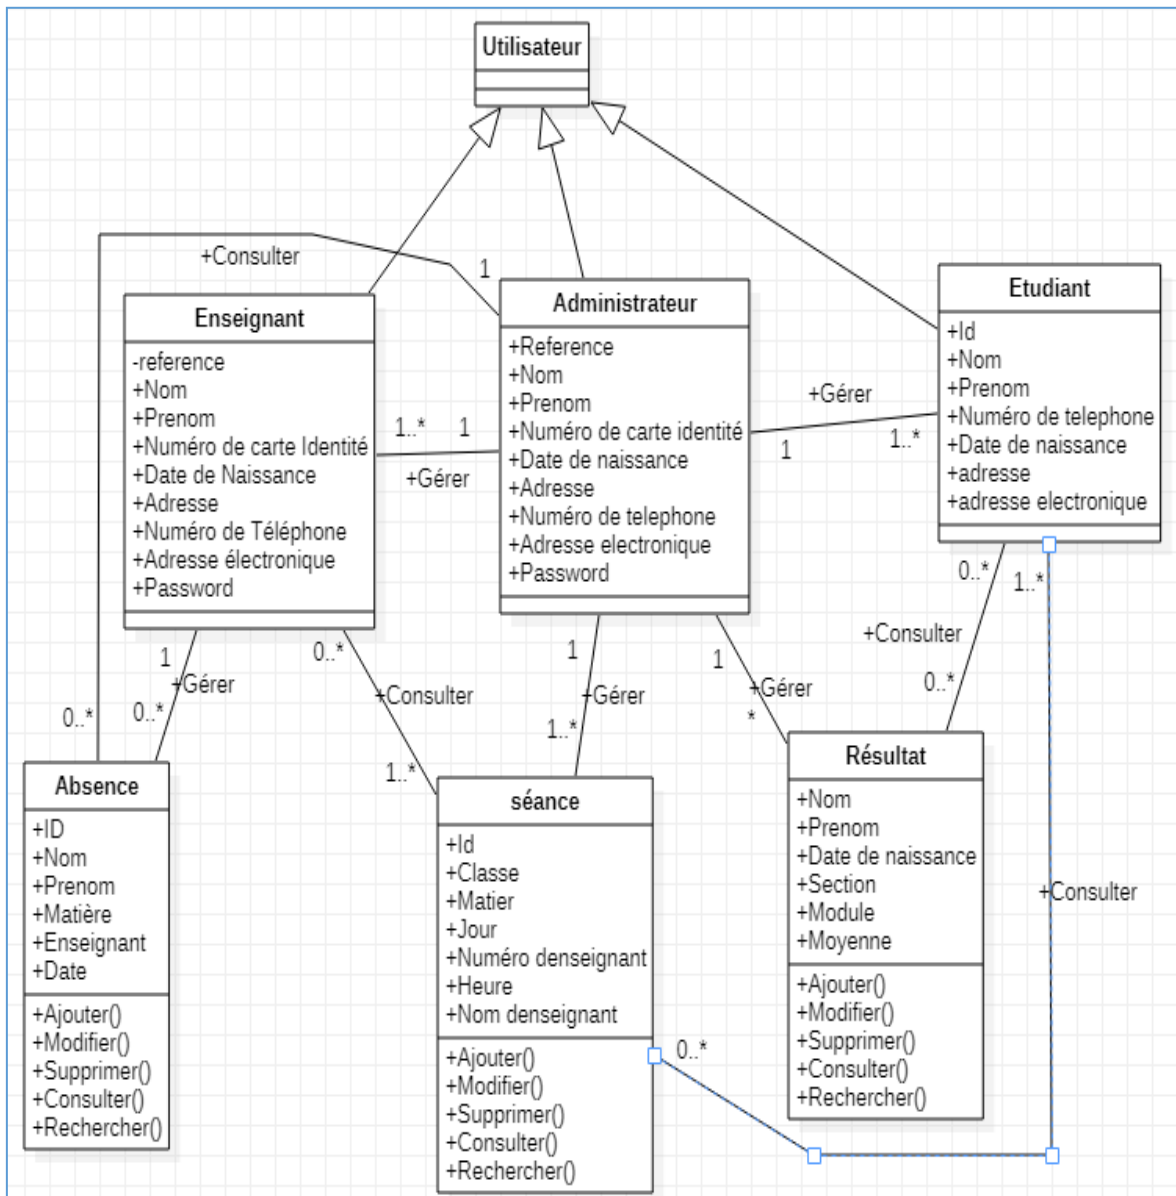 Utilisateur
+Consulter
1
Enseignant
-reference
+Nom
+Prenom
+Numéro de carte Identité
+Date de Naissance
+Adresse
+Numéro de Téléphone
+Adresse électronique
+Password
1..*
1
+Gérer
Administrateur
+Reference
+Nom
+Prenom
+Numéro de carte identité
+Date de naissance
+Adresse
+Numéro de telephone
+Adresse electronique
+Password
+Gérer
1
1..*
Etudiant
+Id
+Nom
+Prenom
+Numéro de telephone
+Date de naissance
+adresse
+adresse electronique
1
+Gérer
0..*
0..*
0..*
+Consulter
1..*
1
+Gérer
1..*
1
+Gérer
*
0..*
+Consulter
0..*
1..*
+Consulter
0..*
Absence
+ID
+Nom
+Prenom
+Matière
+Enseignant
+Date
+Ajouter()
+Modifier()
+Supprimer()
+Consulter()
+Rechercher()
séance
+Id
+Classe
+Matier
+Jour
+Numéro denseignant
+Heure
+Nom denseignant
+Ajouter()
+Modifier()
+Supprimer()
+Consulter()
+Rechercher()
Résultat
+Nom
+Prenom
+Date de naissance
+Section
+Module
+Moyenne
+Ajouter()
+Modifier()
+Supprimer()
+Consulter()
+Rechercher()